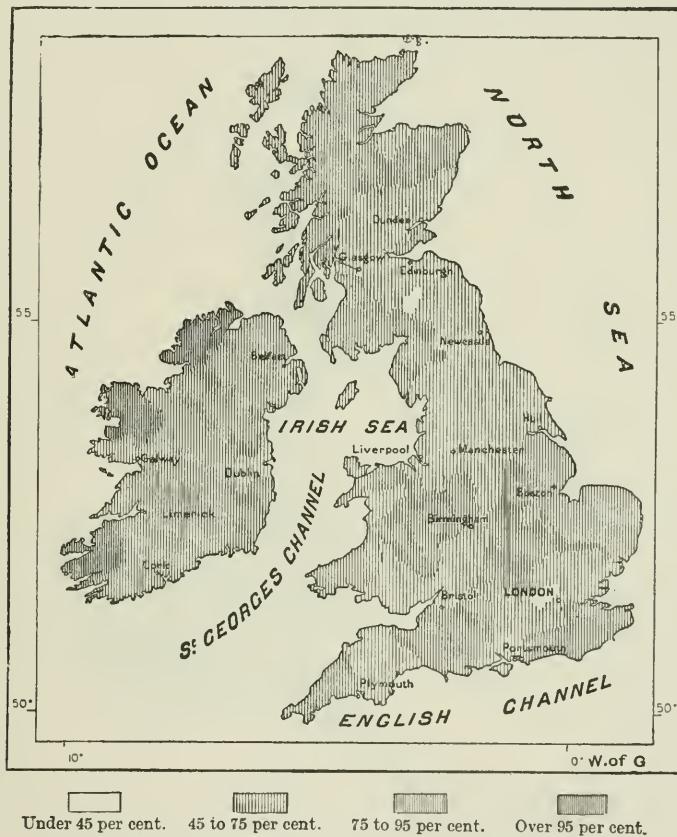 ATLANTIC OCEAN
NORTH SEA
Dundee
Glasgow
Edinburgh
55
55
Newcastle
Belfast
IRISH SEA
Hull
Liverpool
Manchester
Galway
Dublin
Boston
Limerick
Birmingham
Cork
ST GEORGES CHANNEL
Bristol
LONDON
Portsmouth
Plymouth
50°
50°
ENGLISH CHANNEL
10°
0° W. of G
Under 45 per cent.
45 to 75 per cent.
75 to 95 per cent.
Over 95 per cent.